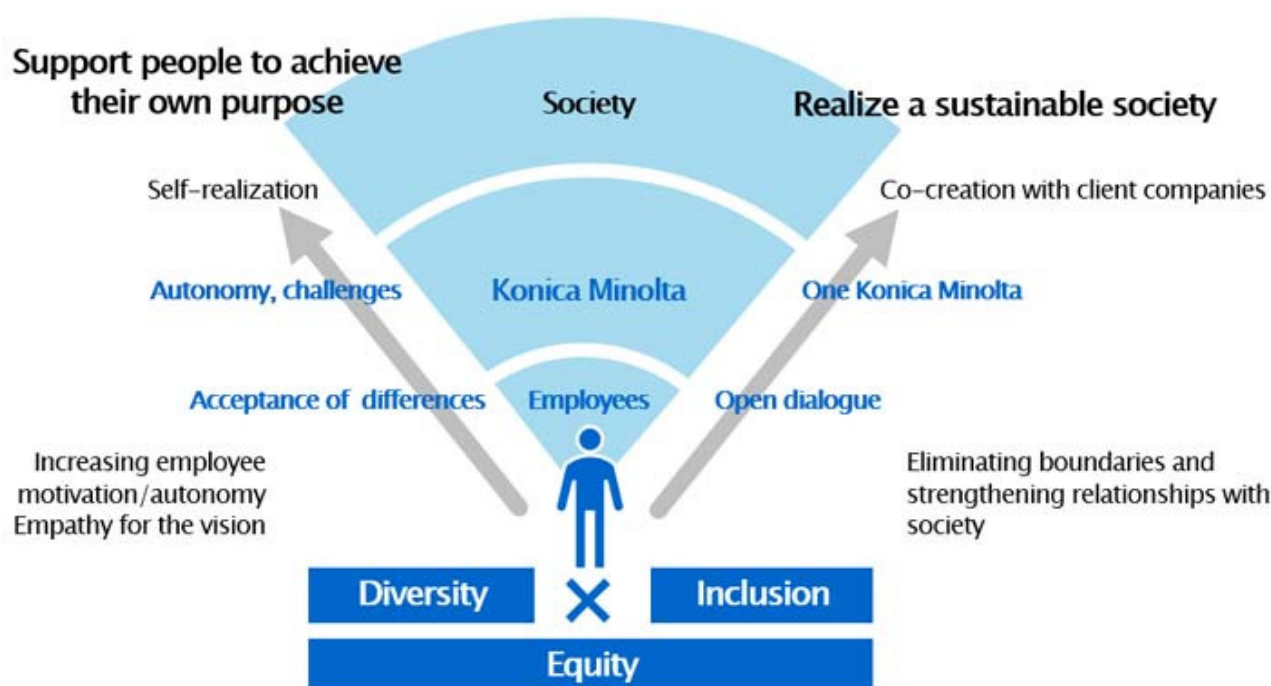 Support people to achieve
their own purpose
Society
Realize a sustainable society
Self-realization
Co-creation with client companies
Autonomy, challenges
Konica Minolta
One Konica Minolta
Acceptance of differences
Employees
Open dialogue
Increasing employee
motivation/autonomy
Empathy for the vision
Eliminating boundaries and
strengthening relationships with
society
Diversity
×
Inclusion
Equity